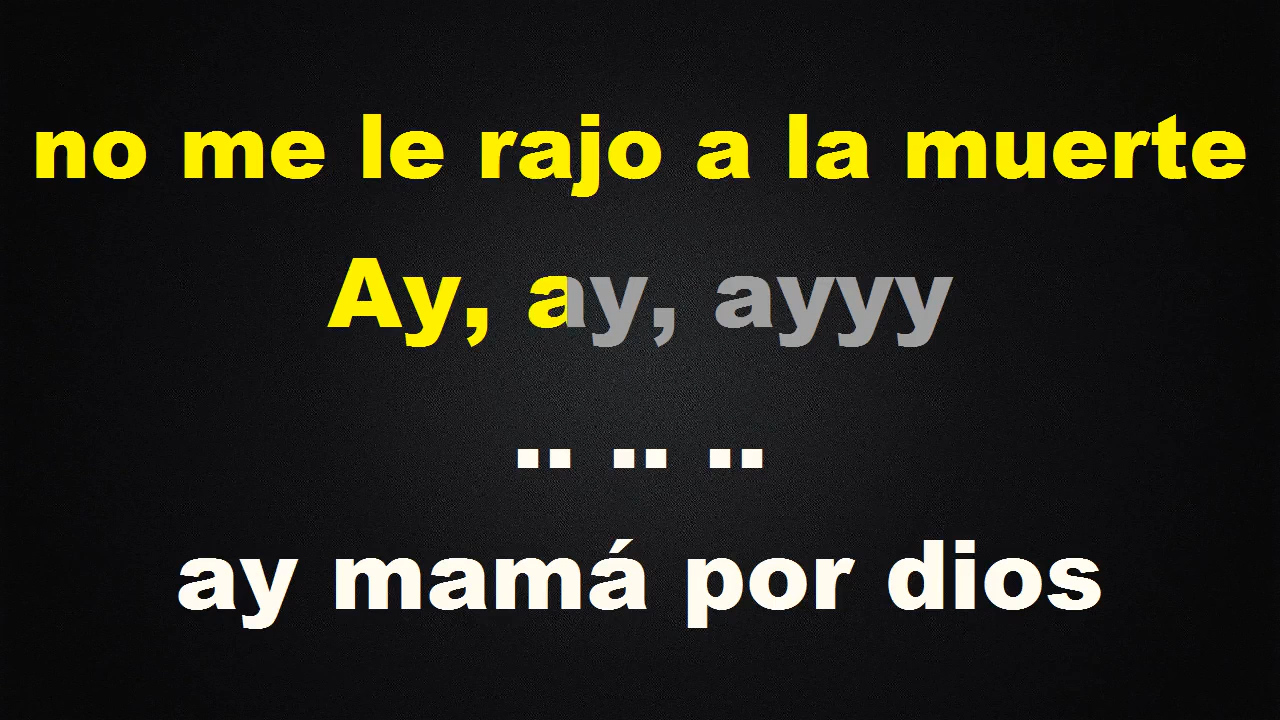 no me le rajo a la muerte
Ay, ay, ayyy
.. .. ..
ay mamá por dios